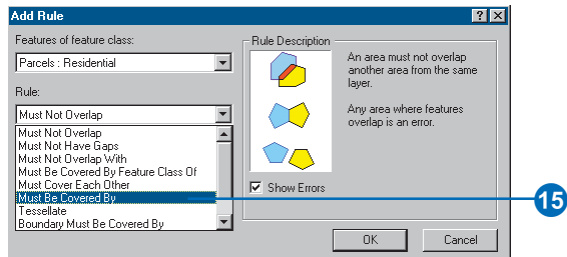 Add Rule
Features of feature class:
Parcels : Residential
Rule:
Must Not Overlap
Must Not Overlap
Must Not Have Gaps
Must Not Overlap With
Must Be Covered By Feature Class Of
Must Cover Each Other
Must Be Covered By
Tessellate
Boundary Must Be Covered By
Rule Description
An area must not overlap
another area from the same
layer.
Any area where features
overlap is an error.
Show Errors
OK
Cancel
15